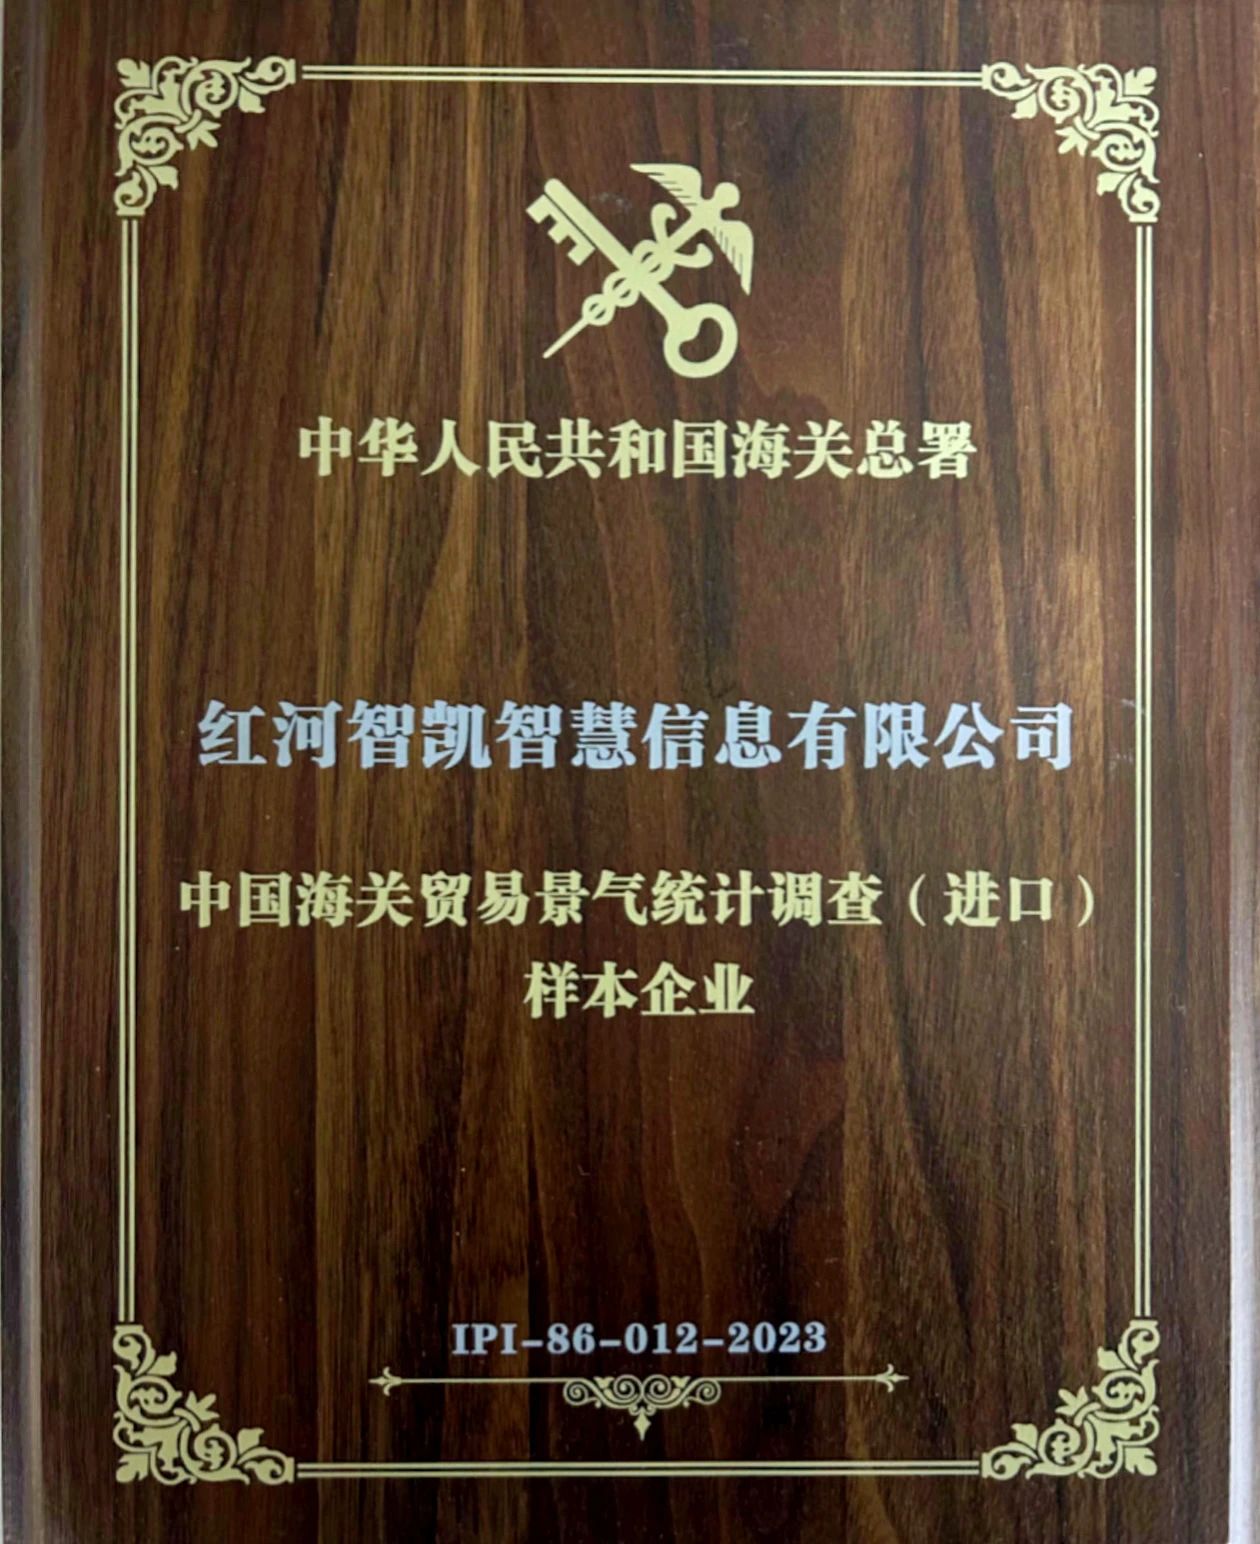 中华人民共和国海关总署
红河智凯智慧信息有限公司
中国海关贸易景气统计调查（进口）
样本企业
IPI-86-012-2023